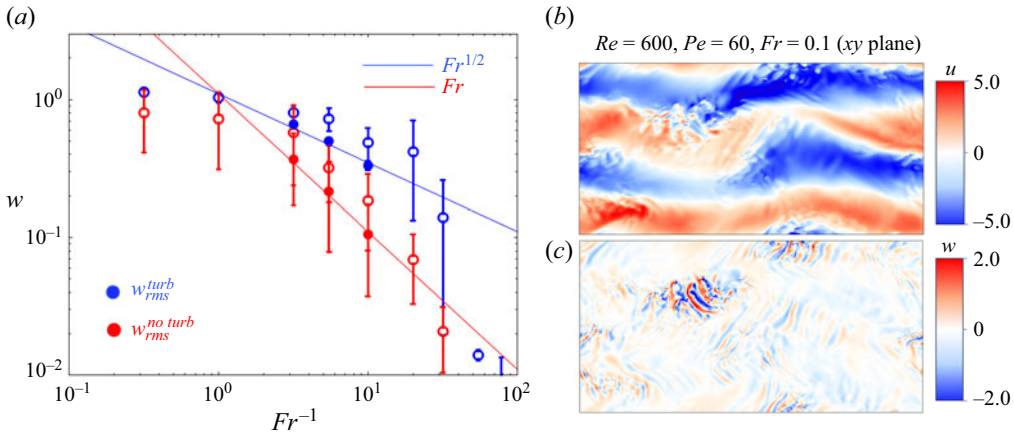 (a)
10^0
10^-1
10^-2
w
10^-1
10^0
10^1
10^2
Fr^-1
Fr^1/2
Fr
w_rms^turb
w_rms^no turb
(b)
Re = 600, Pe = 60, Fr = 0.1 (xy plane)
u
5.0
0
–5.0
(c)
w
2.0
0
–2.0